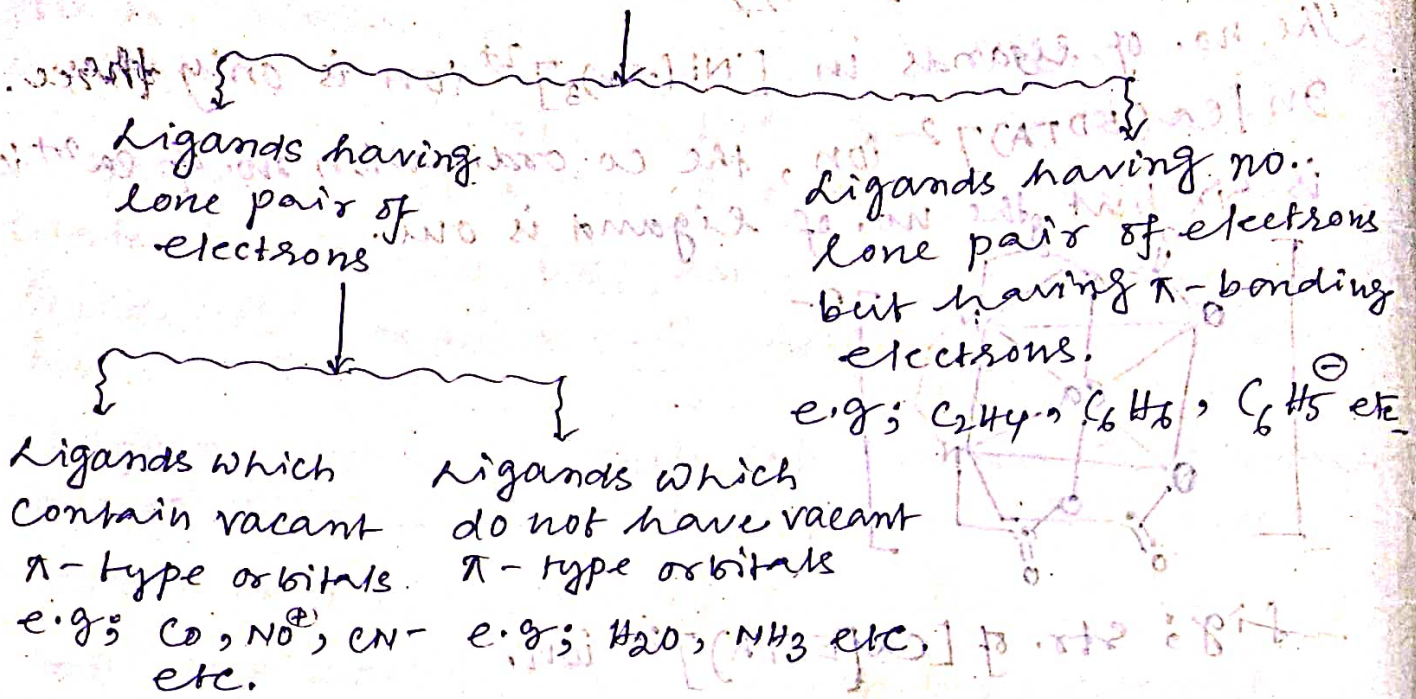 Ligands having
lone pair of
electrons
Ligands having no
lone pair of electrons
but having π-bonding
electrons.
e.g; C2H4, C6H6, C6H5⊖ etc
Ligands which
contain vacant
π-type orbitals.
e.g; CO, NO⊕, CN- etc.
Ligands which
do not have vacant
π-type orbitals
e.g; H2O, NH3 etc.